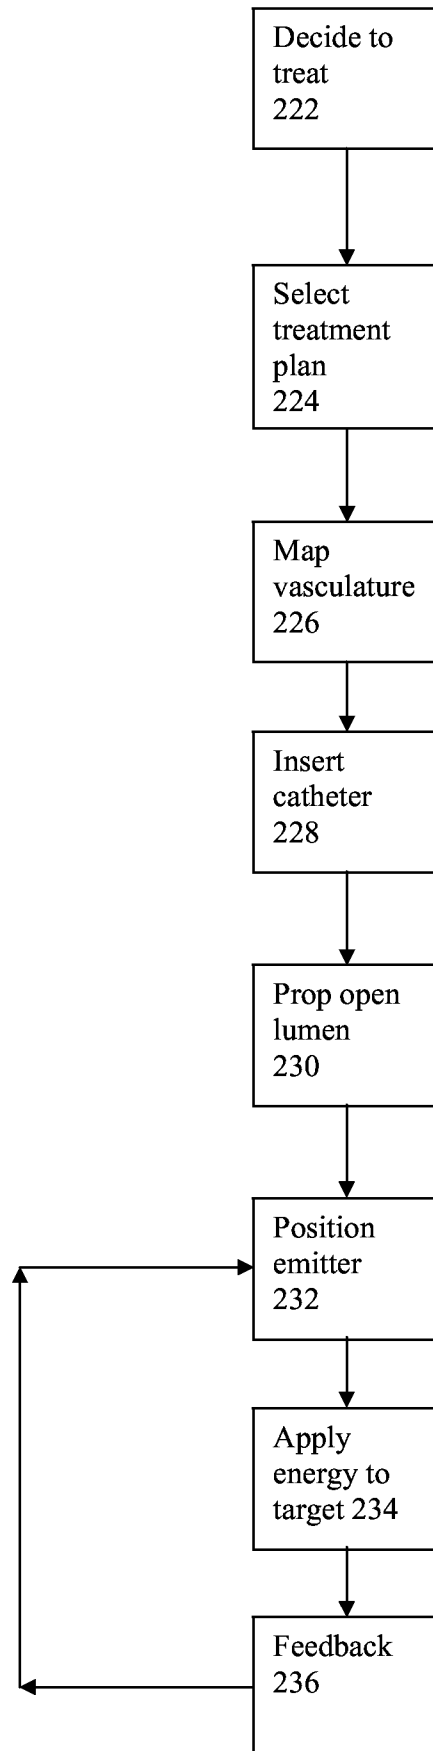 Decide to
treat
222
Select
treatment
plan
224
Map
vasculature
226
Insert
catheter
228
Prop open
lumen
230
Position
emitter
232
Apply
energy to
target 234
Feedback
236